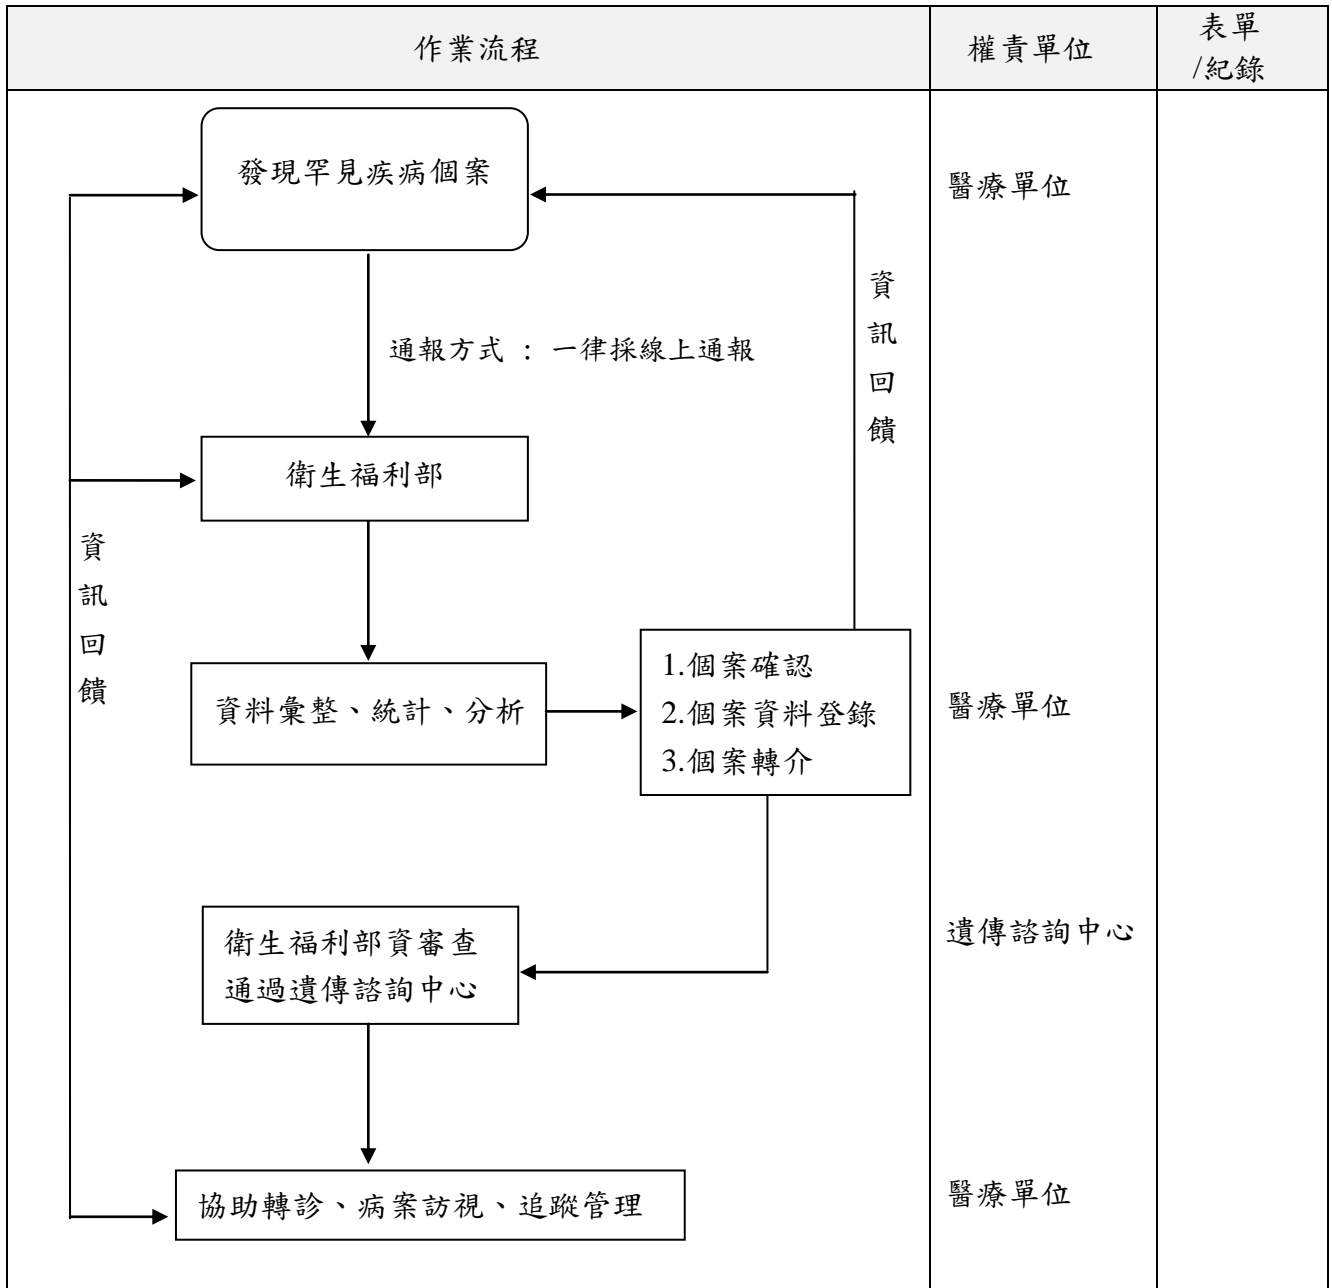 作業流程
權責單位
表單
/紀錄
發現罕見疾病個案
醫療單位
資訊回饋
通報方式 : 一律採線上通報
衛生福利部
資訊回饋
1.個案確認
2.個案資料登錄
3.個案轉介
資料彙整、統計、分析
醫療單位
衛生福利部資審查
通過遺傳諮詢中心
遺傳諮詢中心
協助轉診、病案訪視、追蹤管理
醫療單位